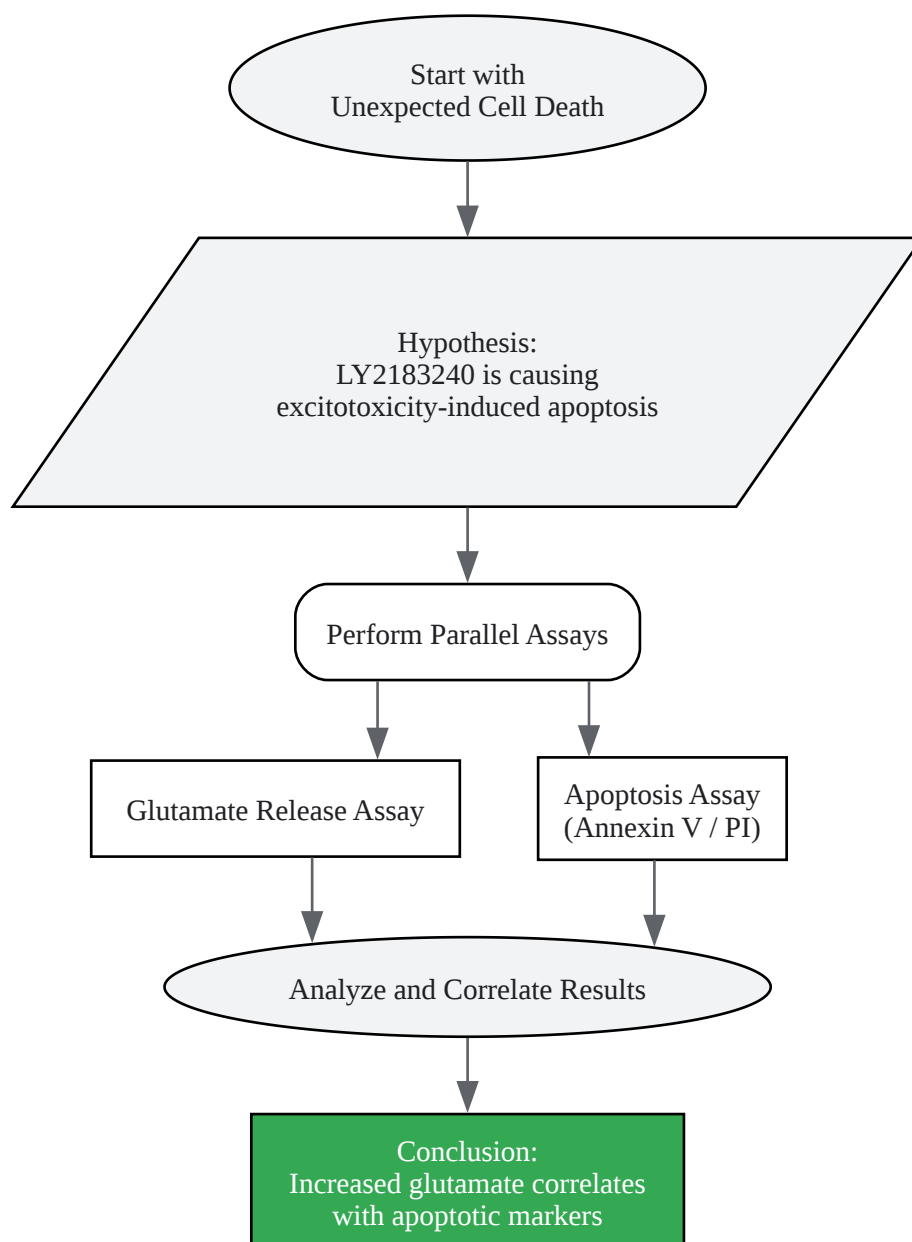 Start with
Unexpected Cell Death
Hypothesis:
LY2183240 is causing
excitotoxicity-induced apoptosis
Perform Parallel Assays
Glutamate Release Assay
Apoptosis Assay
(Annexin V / PI)
Analyze and Correlate Results
Conclusion:
Increased glutamate correlates
with apoptotic markers